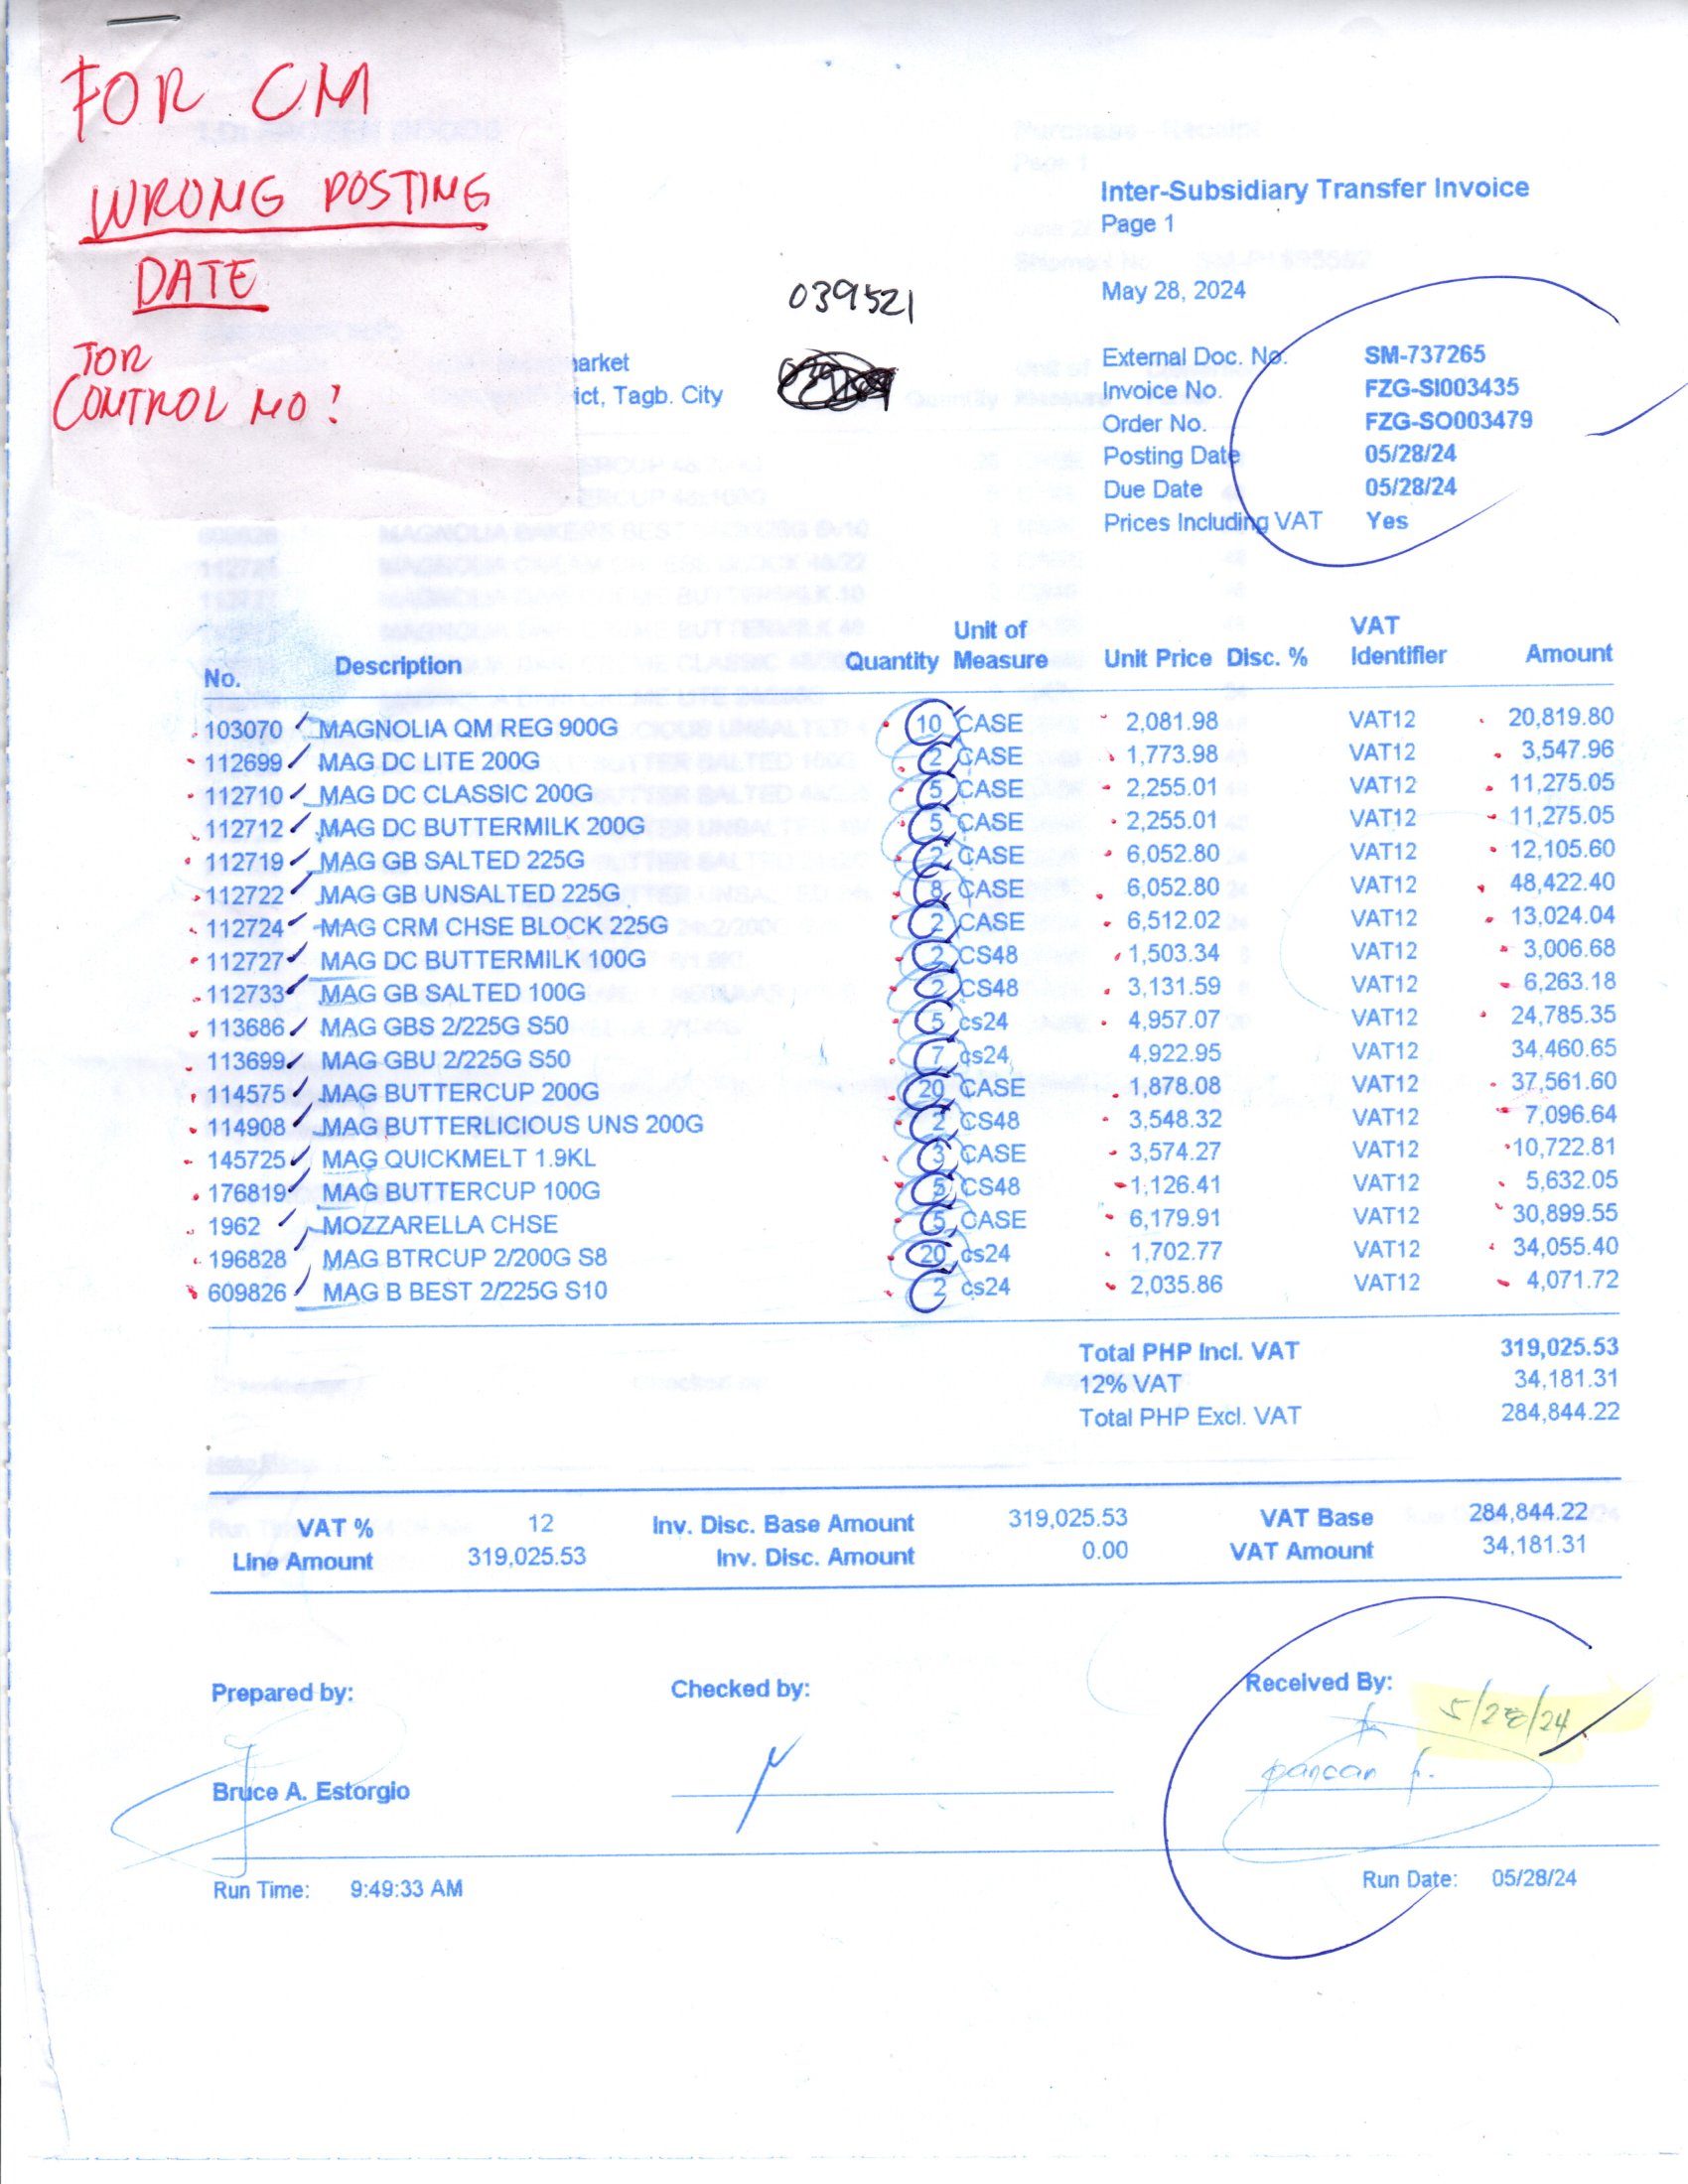 FOR CM
WRONG POSTING
DATE
TOR
CONTROL NO!
Inter-Subsidiary Transfer Invoice
Page 1
039521
May 28, 2024
arket
ict, Tagb. City
External Doc. No. SM-737265
Invoice No. FZG-SI003435
Order No. FZG-SO003479
Posting Date 05/28/24
Due Date 05/28/24
Prices Including VAT Yes
No. Description Quantity Unit of Measure Unit Price Disc. % VAT Identifier Amount
103070 MAGNOLIA QM REG 900G 10 CASE 2,081.98 VAT12 20,819.80
112699 MAG DC LITE 200G 2 CASE 1,773.98 VAT12 3,547.96
112710 MAG DC CLASSIC 200G 5 CASE 2,255.01 VAT12 11,275.05
112712 MAG DC BUTTERMILK 200G 5 CASE 2,255.01 VAT12 11,275.05
112719 MAG GB SALTED 225G 2 CASE 6,052.80 VAT12 12,105.60
112722 MAG GB UNSALTED 225G 8 CASE 6,052.80 VAT12 48,422.40
112724 MAG CRM CHSE BLOCK 225G 2 CASE 6,512.02 VAT12 13,024.04
112727 MAG DC BUTTERMILK 100G 2 CS48 1,503.34 VAT12 3,006.68
112733 MAG GB SALTED 100G 2 CS48 3,131.59 VAT12 6,263.18
113686 MAG GBS 2/225G S50 5 cs24 4,957.07 VAT12 24,785.35
113699 MAG GBU 2/225G S50 7 cs24 4,922.95 VAT12 34,460.65
114575 MAG BUTTERCUP 200G 20 CASE 1,878.08 VAT12 37,561.60
114908 MAG BUTTERLICIOUS UNS 200G 2 CS48 3,548.32 VAT12 7,096.64
145725 MAG QUICKMELT 1.9KL 3 CASE 3,574.27 VAT12 10,722.81
176819 MAG BUTTERCUP 100G 5 CS48 1,126.41 VAT12 5,632.05
1962 MOZZARELLA CHSE 5 CASE 6,179.91 VAT12 30,899.55
196828 MAG BTRCUP 2/200G S8 20 cs24 1,702.77 VAT12 34,055.40
609826 MAG B BEST 2/225G S10 2 cs24 2,035.86 VAT12 4,071.72
Total PHP Incl. VAT 319,025.53
12% VAT 34,181.31
Total PHP Excl. VAT 284,844.22
VAT % 12 Inv. Disc. Base Amount 319,025.53 VAT Base 284,844.22
Line Amount 319,025.53 Inv. Disc. Amount 0.00 VAT Amount 34,181.31
Prepared by: Checked by: Received By:
5/28/24
Bruce A. Estorgio
Run Time: 9:49:33 AM Run Date: 05/28/24